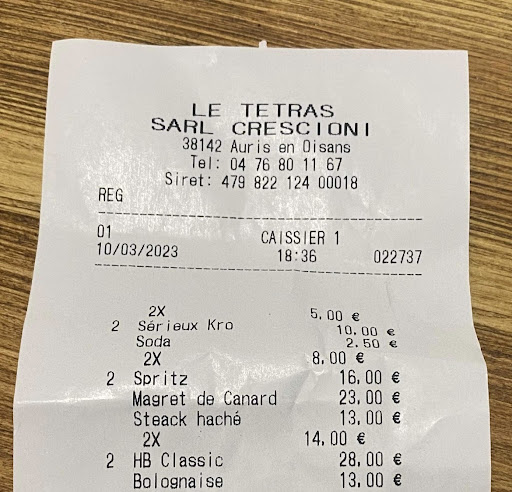 LE TETRAS
SARL CRESCIONI
38142 Auris en Oisans
Tel: 04 76 80 11 67
Siret: 479 822 124 00018
REG
01 CAISSIER 1
10/03/2023 18:36 022737
2X 5,00 €
2 Sérieux Kro 10.00 €
Soda 2.50 €
2X 8,00 €
2 Spritz 16,00 €
Magret de Canard 23,00 €
Steack haché 13,00 €
2X 14,00 €
2 HB Classic 28,00 €
Bolognaise 13,00 €